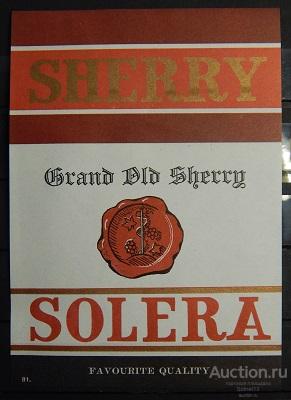 SHERRY
Grand Old Sherry
SOLERA
FAVOURITE QUALITY
81.
Auction.ru